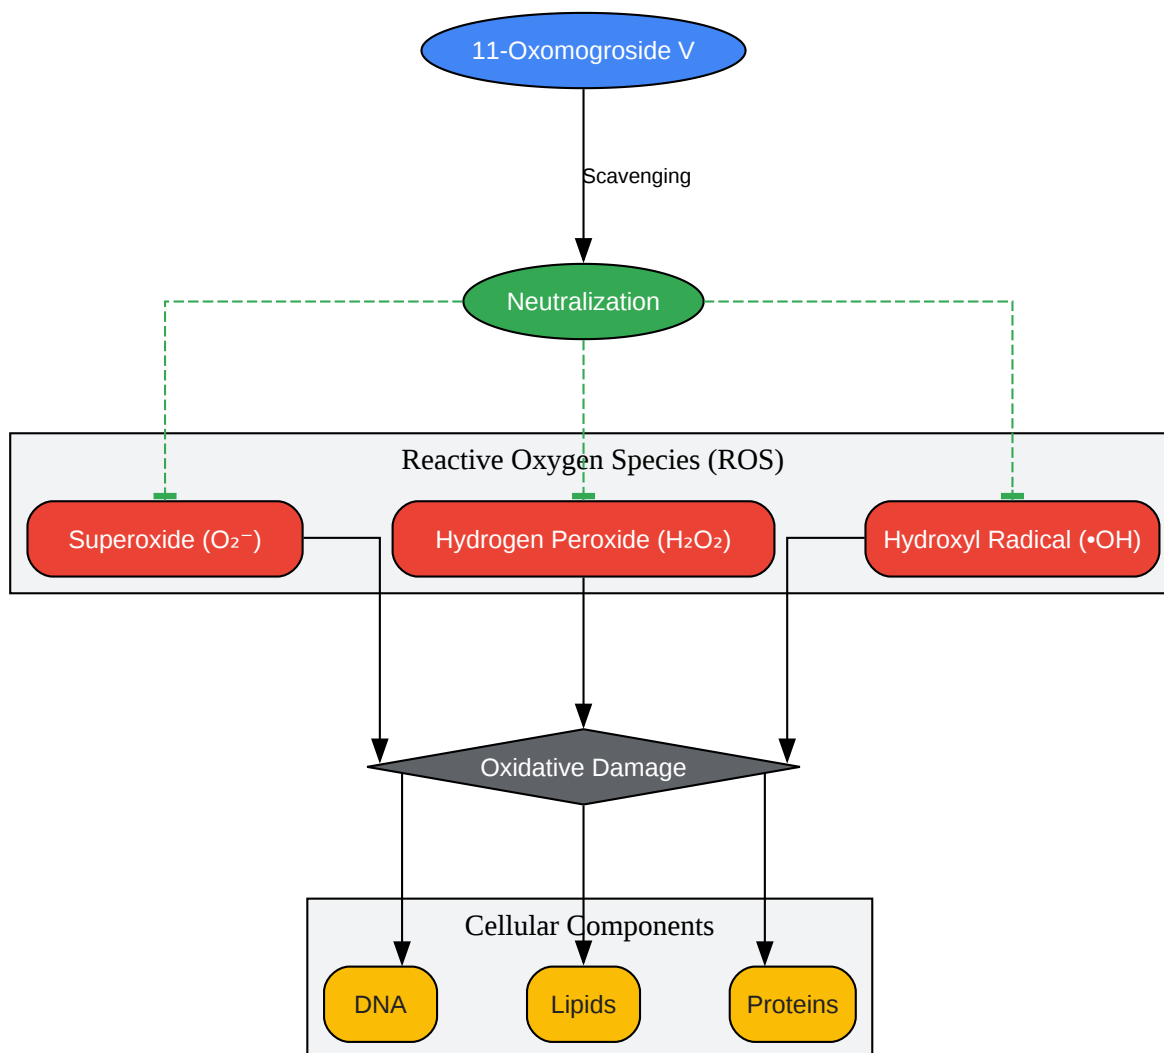 11-Oxomogroside V
Scavenging
Neutralization
Reactive Oxygen Species (ROS)
Superoxide (O₂⁻)
Hydrogen Peroxide (H₂O₂)
Hydroxyl Radical (•OH)
Oxidative Damage
Cellular Components
DNA
Lipids
Proteins